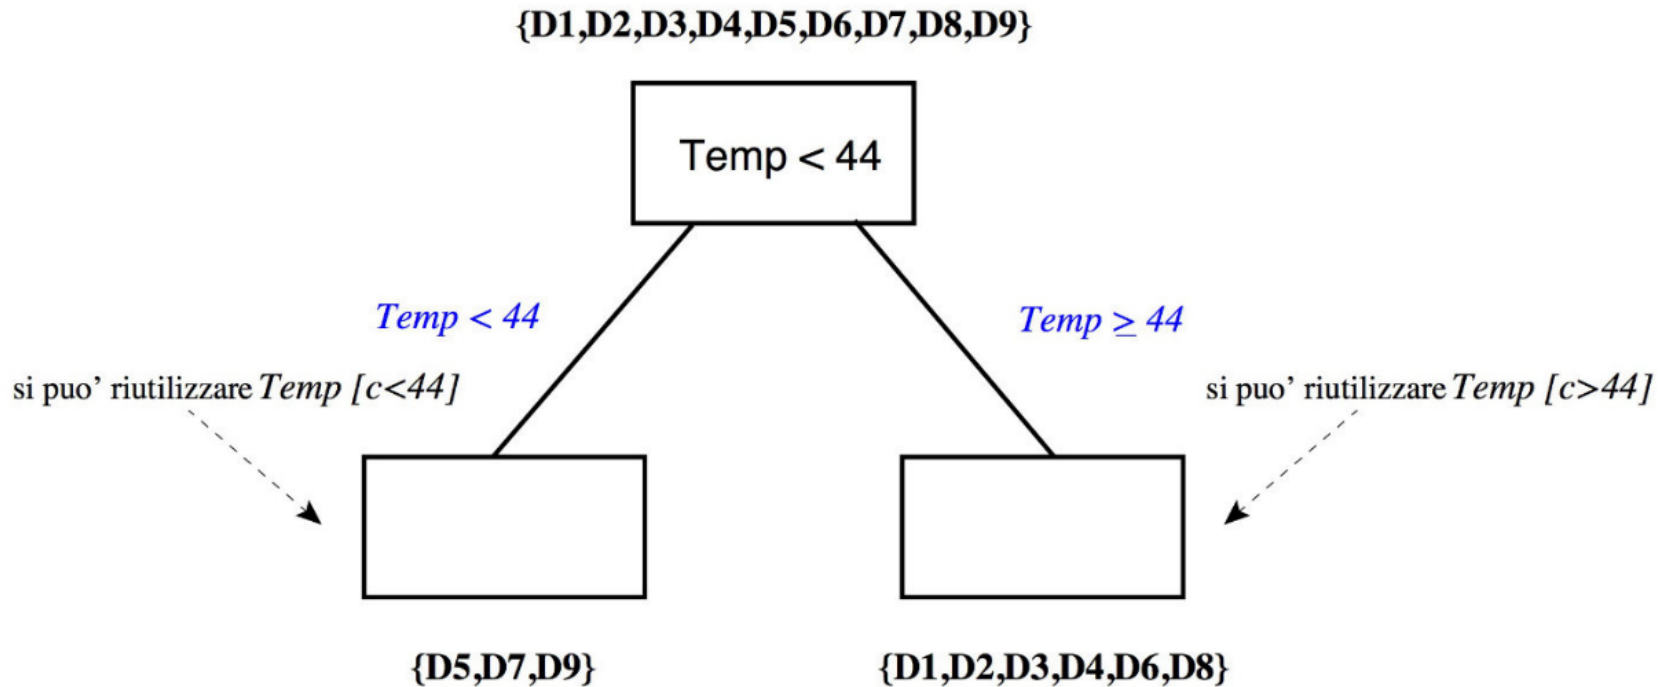 {D1,D2,D3,D4,D5,D6,D7,D8,D9}
Temp < 44
Temp < 44
Temp ≥ 44
si puo' riutilizzare Temp [c<44]
si puo' riutilizzare Temp [c>44]
{D5,D7,D9}
{D1,D2,D3,D4,D6,D8}